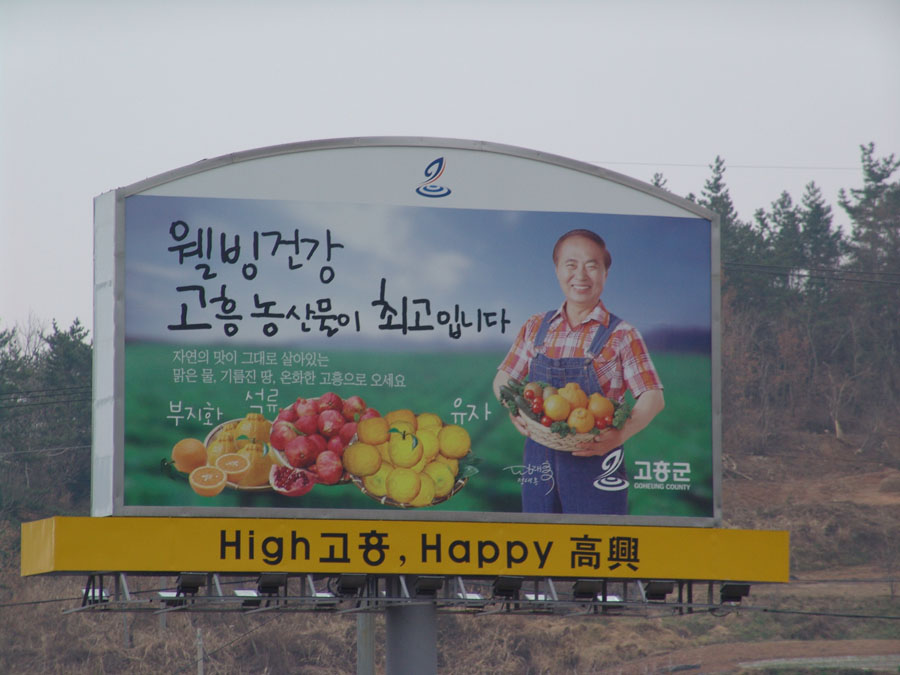 웰빙건강
고흥 농산물이 최고입니다
자연의 맛이 그대로 살아있는
맑은 물, 기름진 땅, 온화한 고흥으로 오세요
부지화
석류
유자
고흥군
GOHEUNG COUNTY
High고흥, Happy 高興